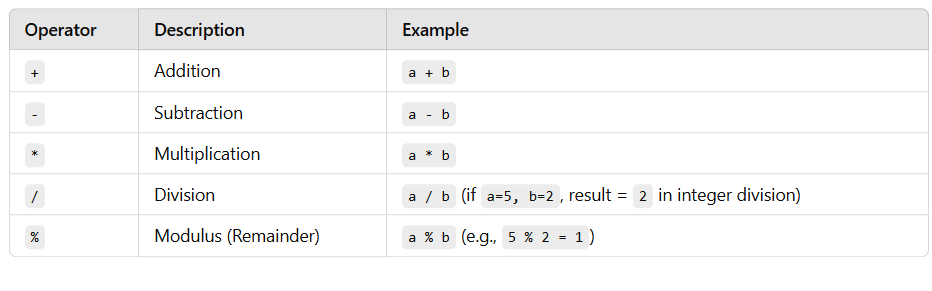 Operator Description Example
+ Addition a + b
- Subtraction a - b
* Multiplication a * b
/ Division a / b (if a=5, b=2, result = 2 in integer division)
% Modulus (Remainder) a % b (e.g., 5 % 2 = 1)